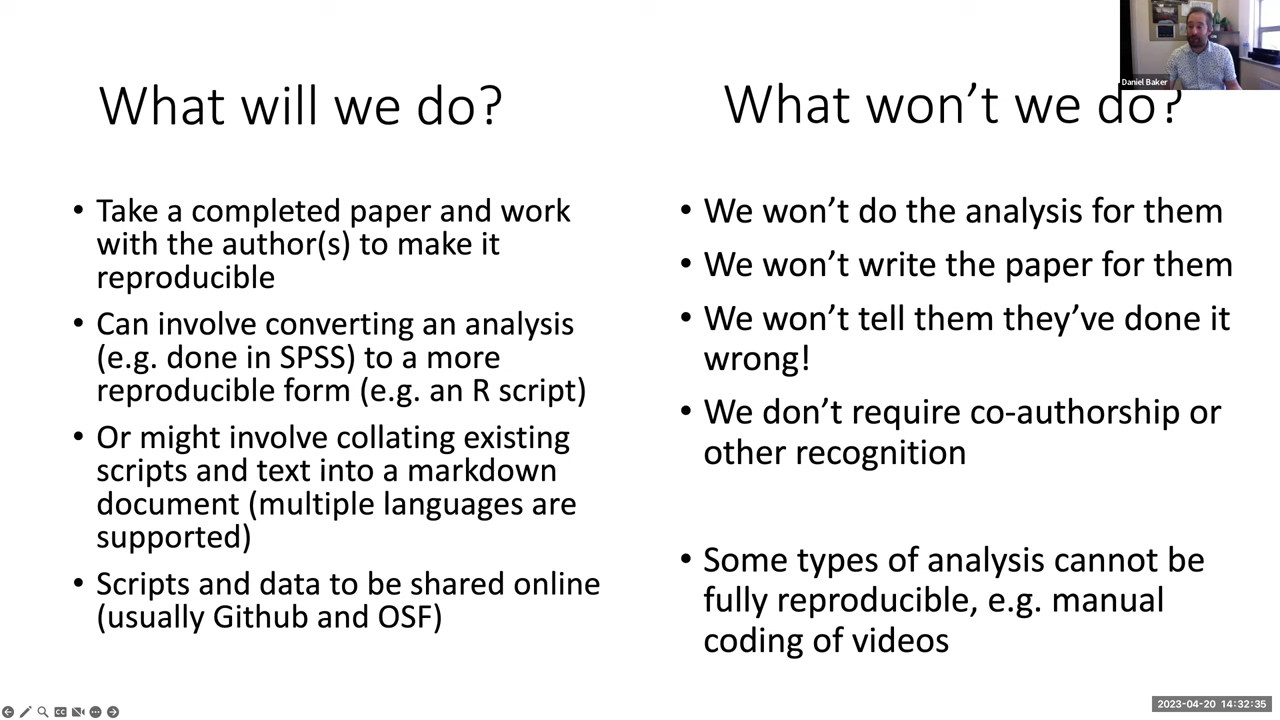 What will we do?
• Take a completed paper and work
with the author(s) to make it
reproducible
• Can involve converting an analysis
(e.g. done in SPSS) to a more
reproducible form (e.g. an R script)
• Or might involve collating existing
scripts and text into a markdown
document (multiple languages are
supported)
• Scripts and data to be shared online
(usually Github and OSF)
What won’t we do?
• We won’t do the analysis for them
• We won’t write the paper for them
• We won’t tell them they’ve done it
wrong!
• We don’t require co-authorship or
other recognition
• Some types of analysis cannot be
fully reproducible, e.g. manual
coding of videos
Daniel Baker
CC
2023-04-20 14:32:35